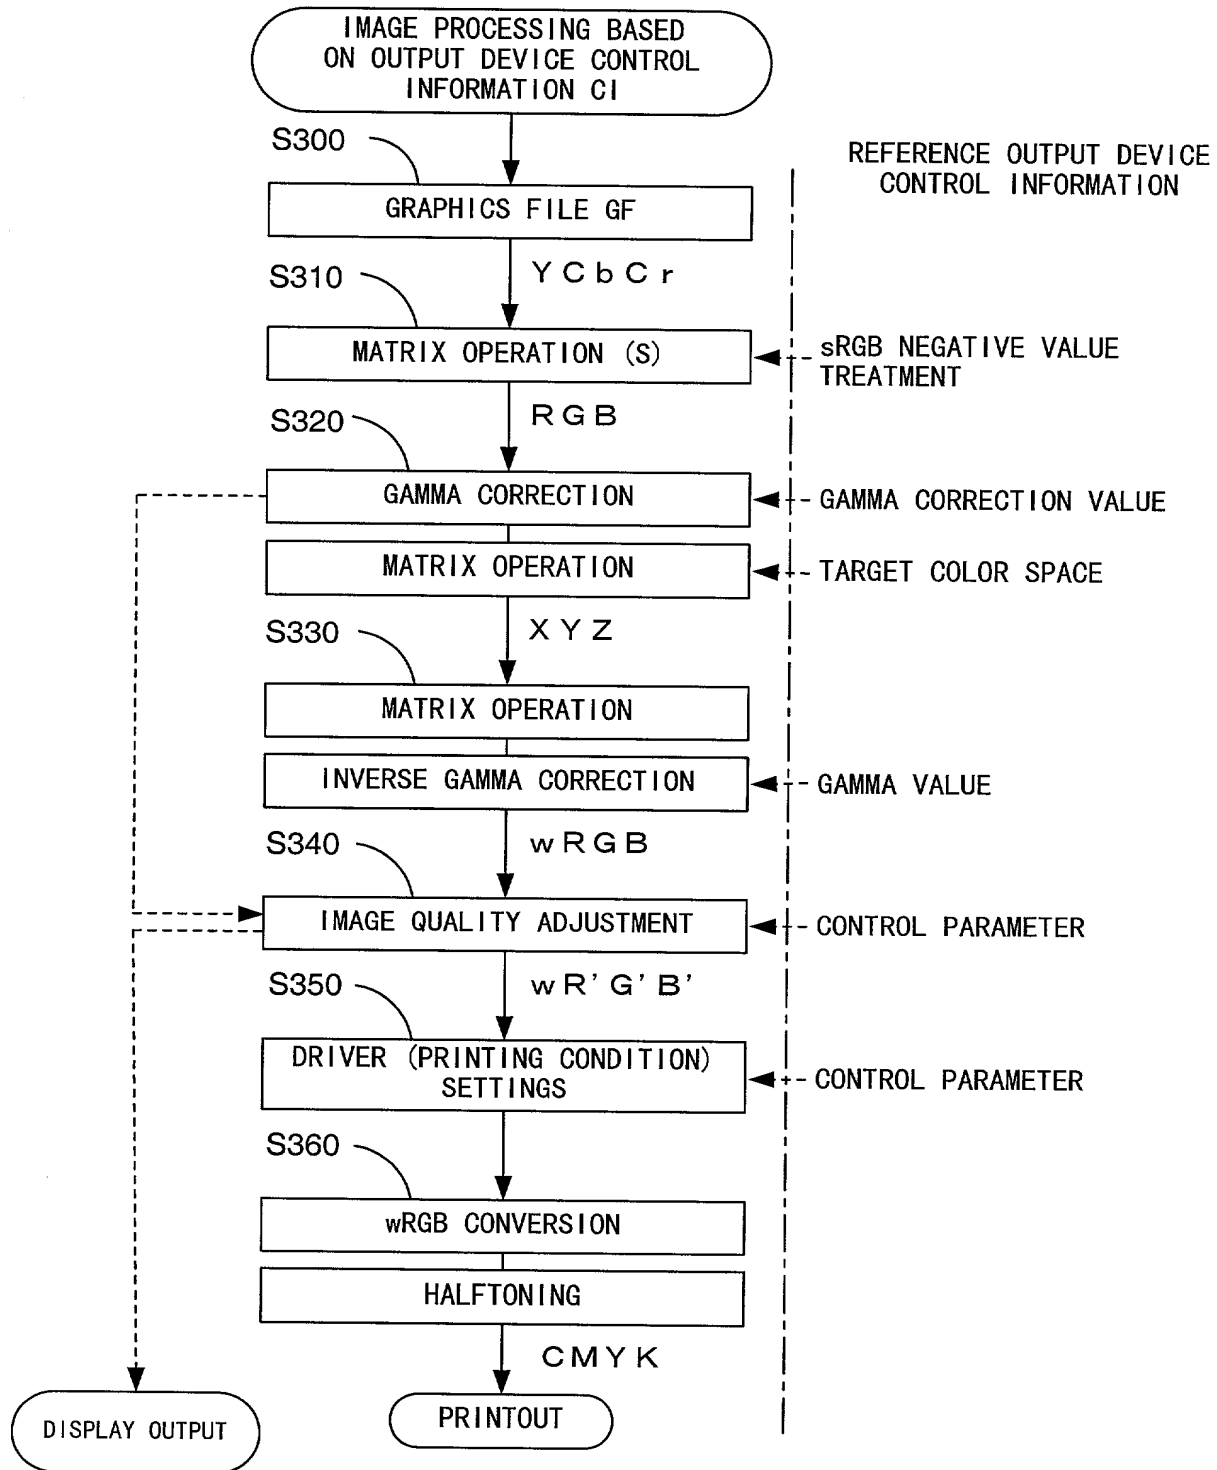 IMAGE PROCESSING BASED
ON OUTPUT DEVICE CONTROL
INFORMATION CI
REFERENCE OUTPUT DEVICE
CONTROL INFORMATION
S300
GRAPHICS FILE GF
YCbCr
S310
MATRIX OPERATION (S)
sRGB NEGATIVE VALUE
TREATMENT
RGB
S320
GAMMA CORRECTION
GAMMA CORRECTION VALUE
MATRIX OPERATION
TARGET COLOR SPACE
XYZ
S330
MATRIX OPERATION
INVERSE GAMMA CORRECTION
GAMMA VALUE
wRGB
S340
IMAGE QUALITY ADJUSTMENT
CONTROL PARAMETER
wR'G'B'
S350
DRIVER (PRINTING CONDITION)
SETTINGS
CONTROL PARAMETER
S360
wRGB CONVERSION
HALFTONING
CMYK
DISPLAY OUTPUT
PRINTOUT